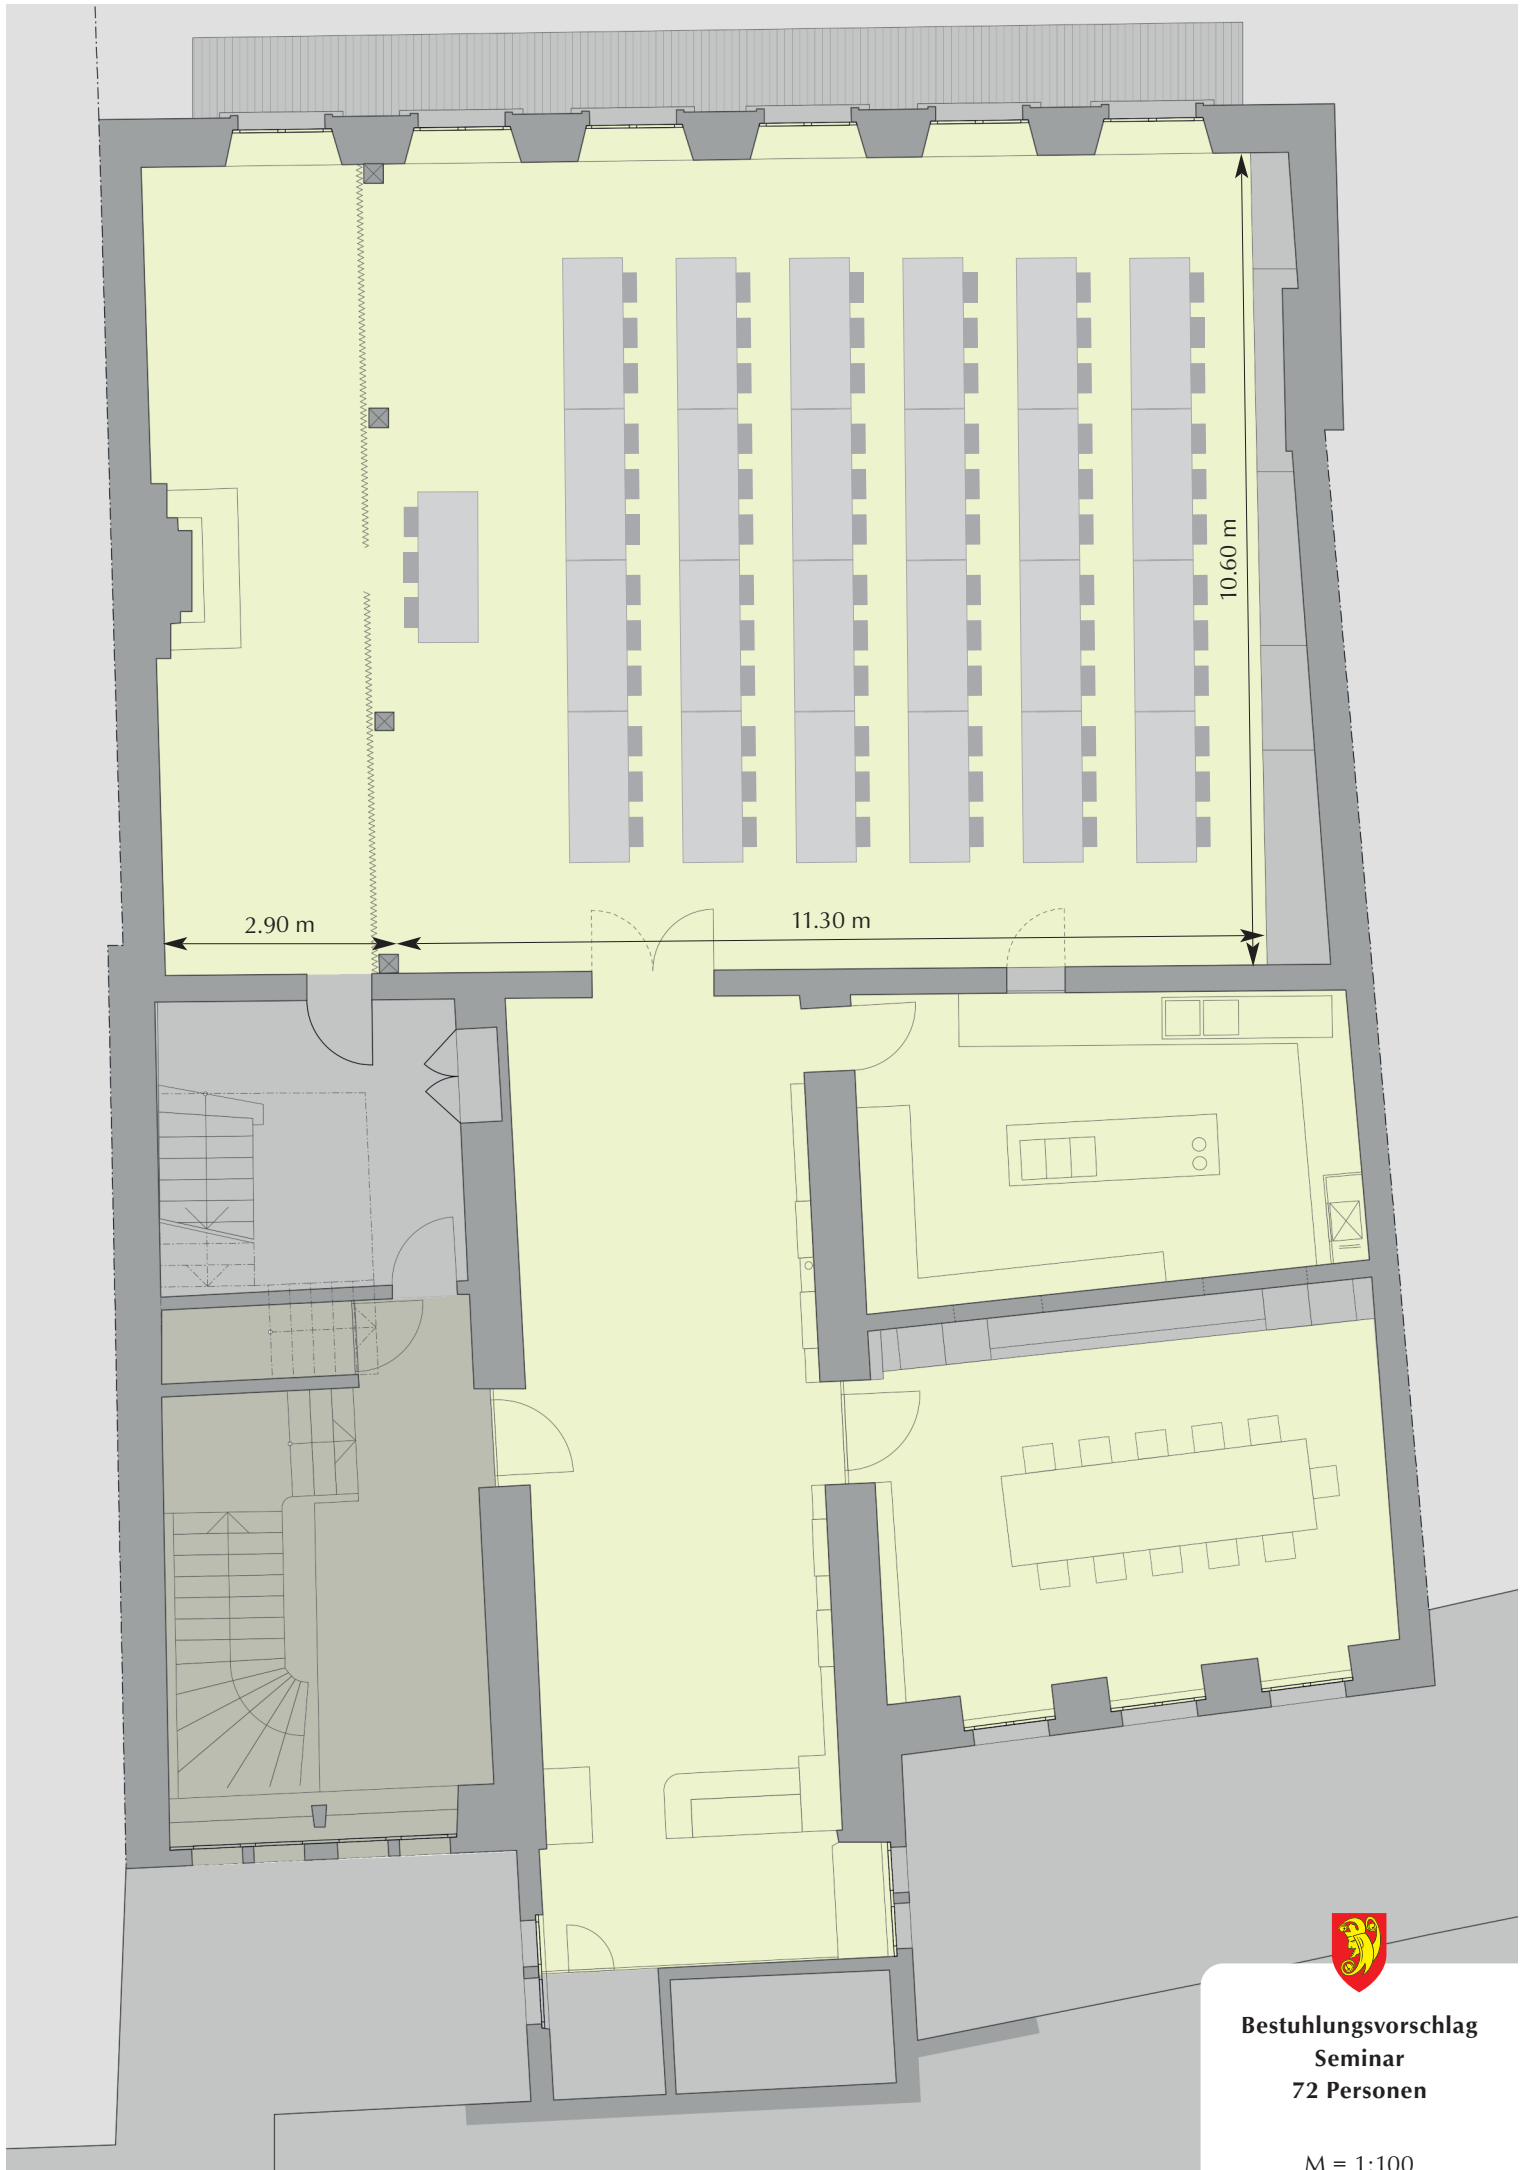 10.60 m
2.90 m
11.30 m
Bestuhlungsvorschlag
Seminar
72 Personen
M = 1:100